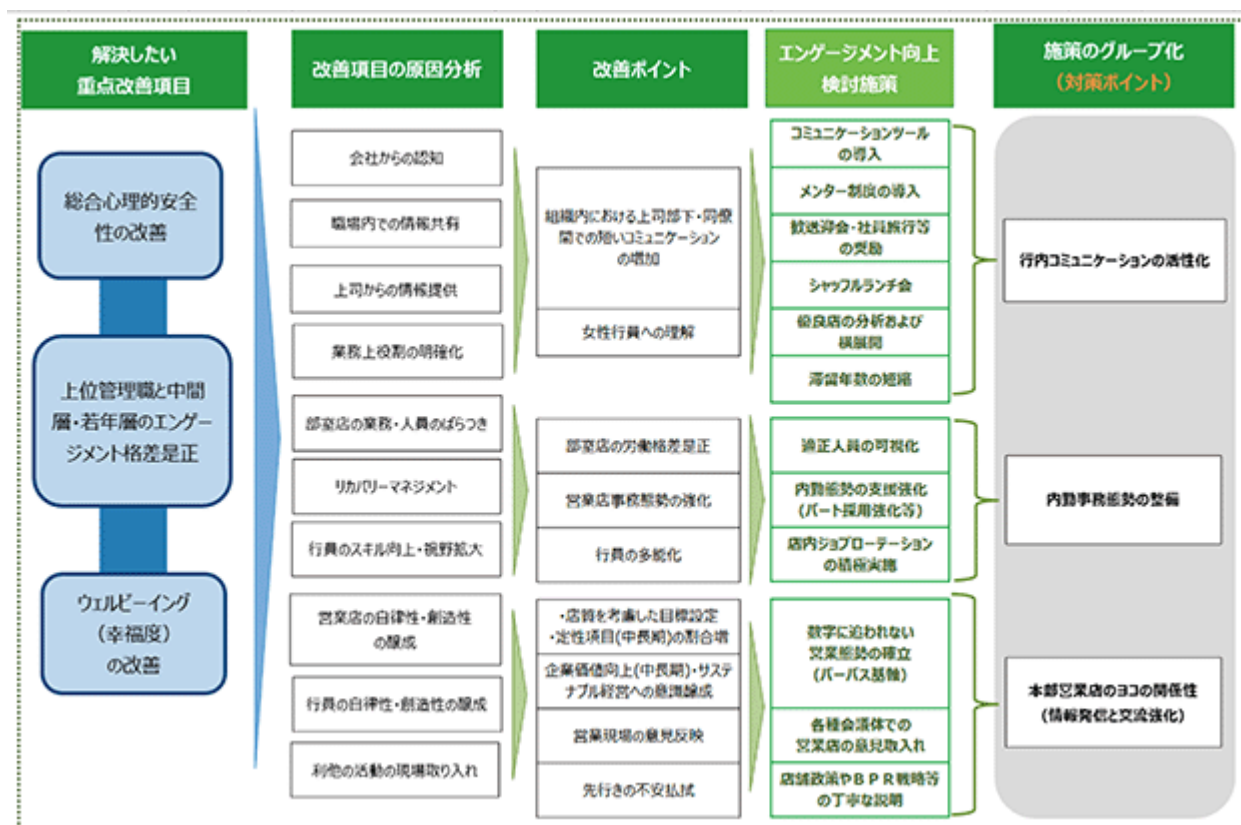 解決したい
重点改善項目
改善項目の原因分析
改善ポイント
エンゲージメント向上
検討施策
施策のグループ化
(対策ポイント)
総合心理的安全
性の改善
上位管理職と中間
層・若年層のエンゲー
ジメント格差是正
ウェルビーイング
(幸福度)
の改善
会社からの認知
職場内での情報共有
上司からの情報提供
業務上役割の明確化
部室店の業務・人員のばらつき
リカバリーマネジメント
行員のスキル向上・視野拡大
営業店の自律性・創造性
の醸成
行員の自律性・創造性の醸成
利他の活動の現場取り入れ
組織内における上司部下・同僚
間での短いコミュニケーション
の増加
女性行員への理解
部室店の労働格差是正
営業店事務態勢の強化
行員の多能化
・店質を考慮した目標設定
・定性項目(中長期)の割合増
企業価値向上(中長期)・サステ
ナブル経営への意識醸成
営業現場の意見反映
先行きの不安払拭
コミュニケーションツール
の導入
メンター制度の導入
歓送迎会・社員旅行等
の奨励
シャッフルランチ会
優良店の分析および
横展開
滞留年数の短縮
適正人員の可視化
内勤態勢の支援強化
(パート採用強化等)
店内ジョブローテーション
の積極実施
数字に追われない
営業態勢の確立
(パーパス基軸)
各種会議体での
営業店の意見取入れ
店舗政策やBPR戦略等
の丁寧な説明
行内コミュニケーションの活性化
内勤事務態勢の整備
本部営業店のヨコの関係性
(情報発信と交流強化)